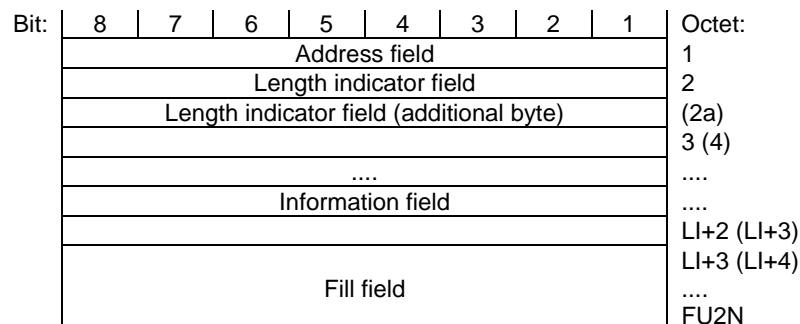 Bit: 8 7 6 5 4 3 2 1 Octet:
Address field 1
Length indicator field 2
Length indicator field (additional byte) (2a)
3 (4)
.... ....
Information field ....
LI+2 (LI+3)
LI+3 (LI+4)
Fill field ....
FU2N